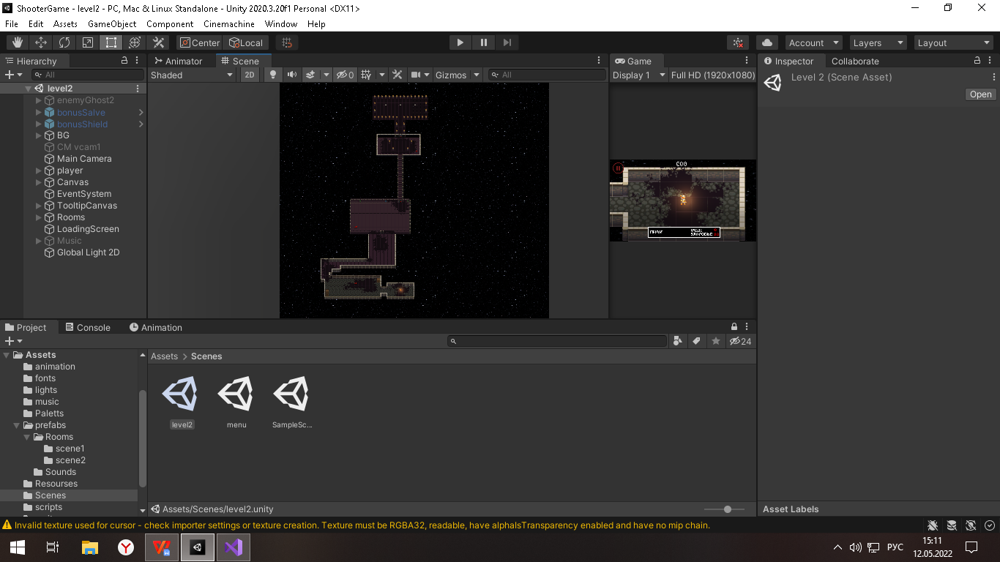 ShooterGame - level2 - PC, Mac & Linux Standalone - Unity 2020.3.20f1 Personal <DX11>
File Edit Assets GameObject Component Cinemachine Window Help
Center Local Account Layers Layout
Hierarchy
All
level2
enemyGhost2
bonusSalve
bonusShield
BG
CM vcam1
Main Camera
player
Canvas
EventSystem
TooltipCanvas
Rooms
LoadingScreen
Music
Global Light 2D
Animator Scene
Shaded 2D 0 Gizmos All
Game
Display 1 Full HD (1920x1080)
Inspector Collaborate
Level 2 (Scene Asset)
Open
Asset Labels
Project Console Animation
24
Assets
animation
fonts
lights
music
Paletts
prefabs
Rooms
scene1
scene2
Sounds
Resourses
Scenes
scripts
Assets > Scenes
level2 menu SampleSc...
Assets/Scenes/level2.unity
Invalid texture used for cursor - check importer settings or texture creation. Texture must be RGBA32, readable, have alphaIsTransparency enabled and have no mip chain.
РУС
15:11
12.05.2022